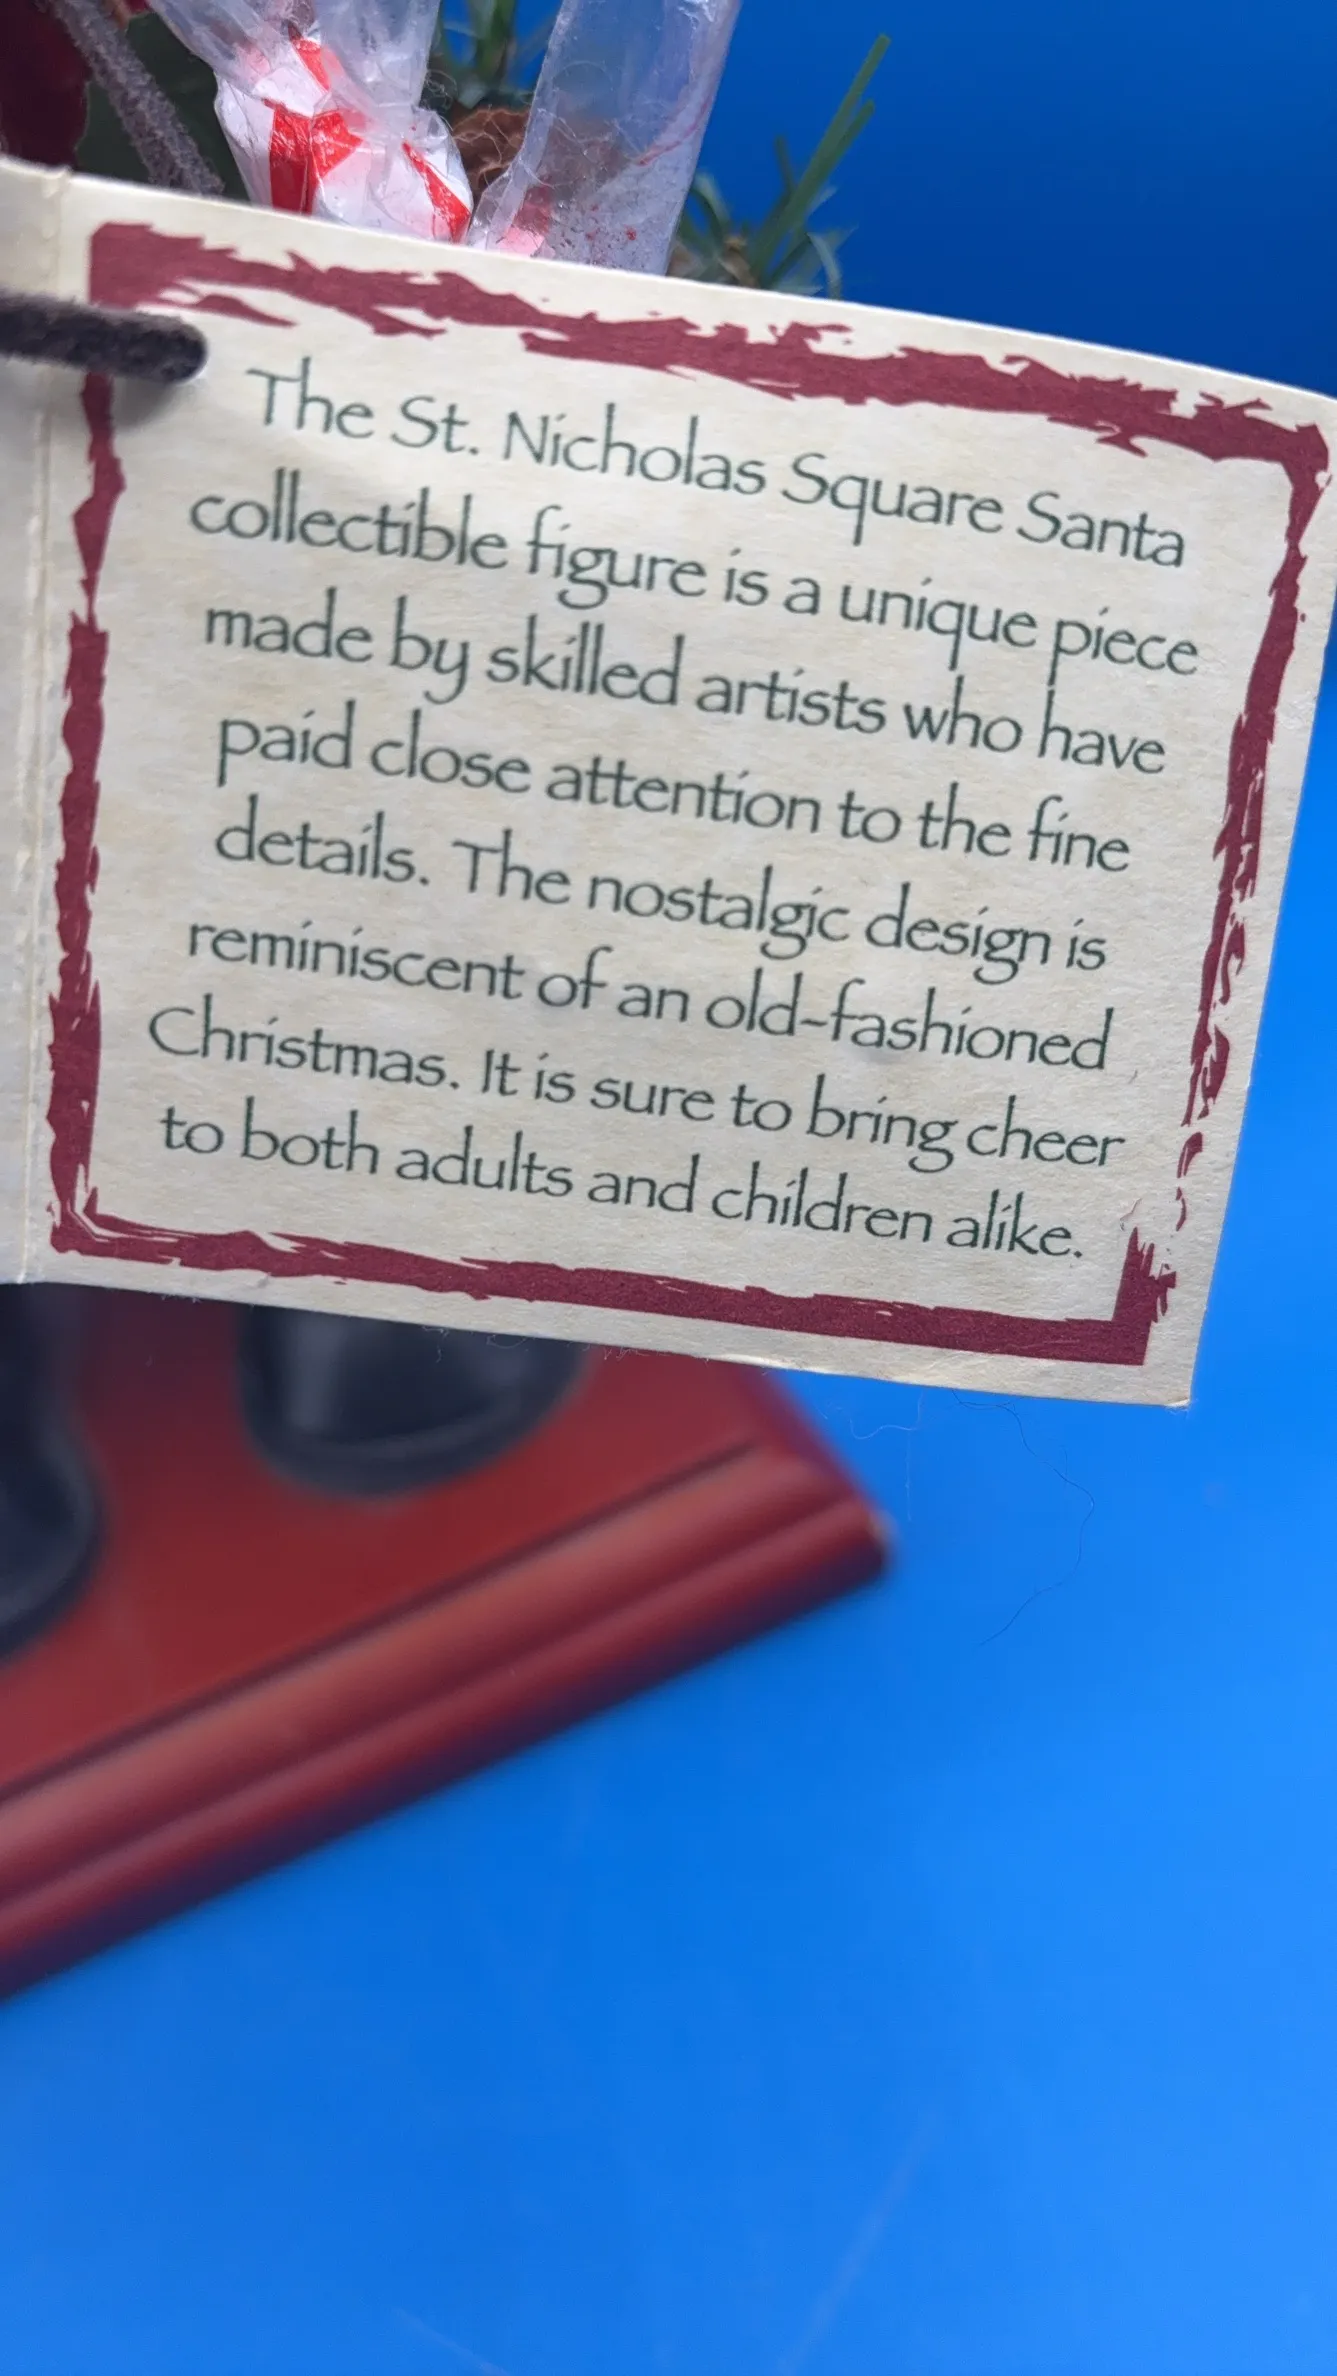 The St. Nicholas Square Santa
collectible figure is a unique piece
made by skilled artists who have
paid close attention to the fine
details. The nostalgic design is
reminiscent of an old-fashioned
Christmas. It is sure to bring cheer
to both adults and children alike.